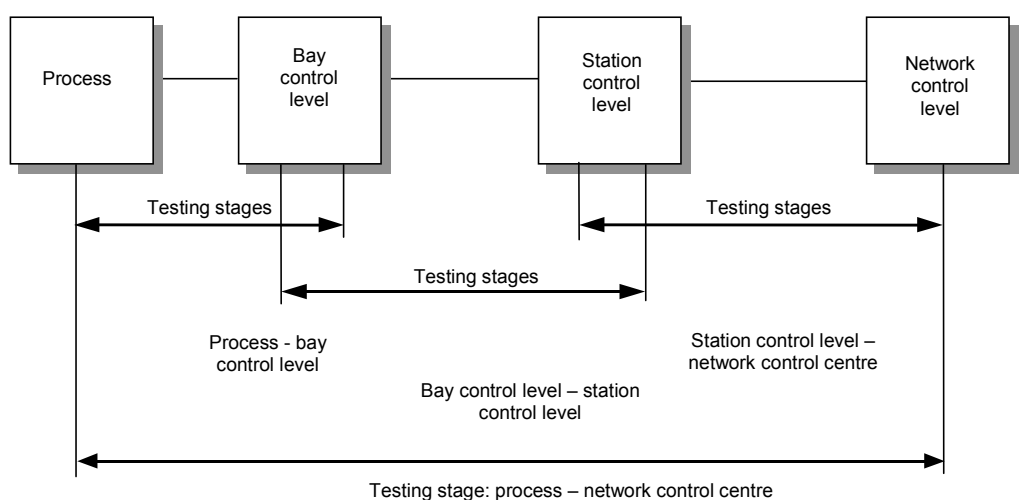 Process
Bay
control
level
Station
control
level
Network
control
level
Testing stages
Testing stages
Testing stages
Process - bay
control level
Station control level –
network control centre
Bay control level – station
control level
Testing stage: process – network control centre